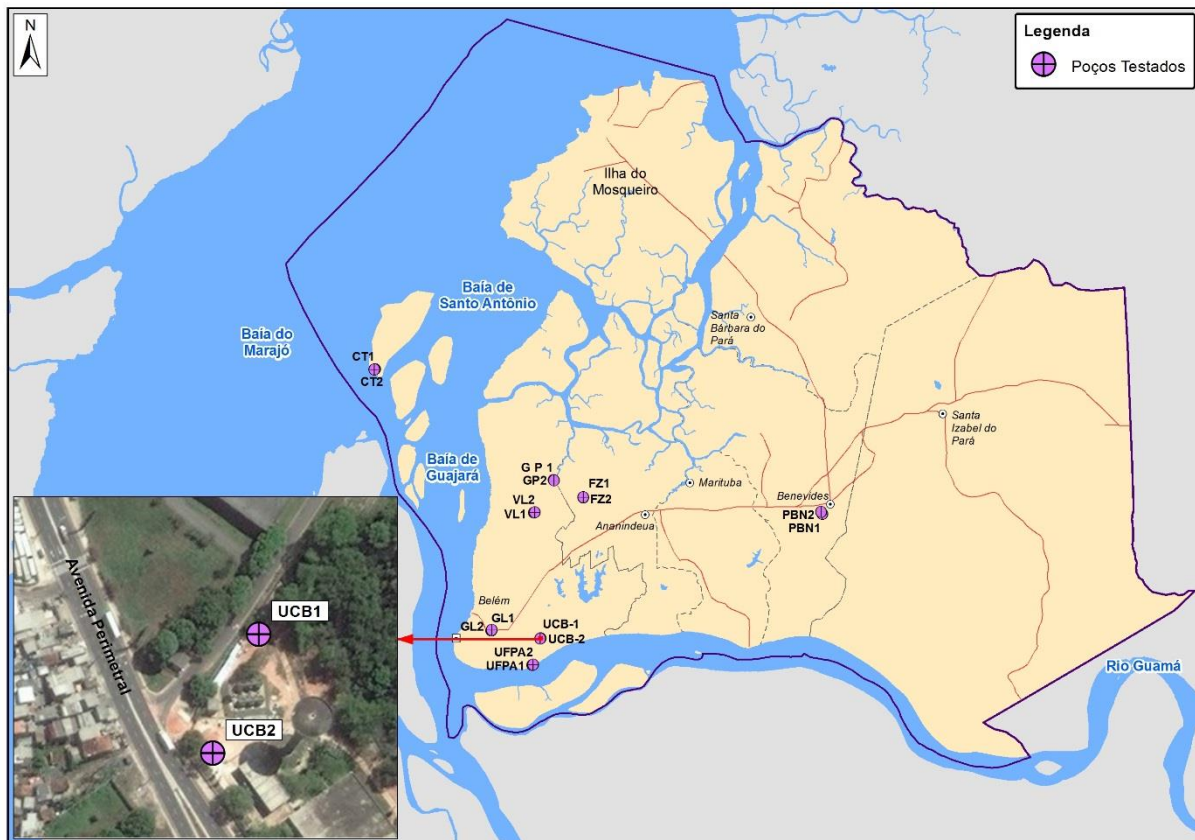 N
Legenda
Poços Testados
Ilha do
Mosqueiro
Baía de
Santo Antônio
Baía do
Marajó
Santa
Bárbara do
Pará
CT1
CT2
Santa
Izabel do
Pará
Baía de
Guajará
G P 1
GP2
FZ1
FZ2
Marituba
VL2
VL1
Benevides
PBN2
PBN1
Ananindeua
Belém
GL2
GL1
UCB-1
UCB-2
UFPA2
UFPA1
Rio Guamá
Avenida Perimetral
UCB1
UCB2